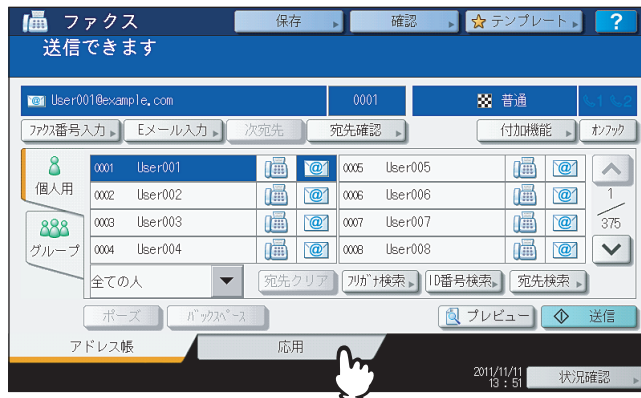 ファクス 保存 確認 テンプレート ?
送信できます
User001@example.com 0001 普通 1 2
ﾌｧｸｽ番号入力 Eメール入力 次宛先 宛先確認 付加機能 ｵﾝﾌｯｸ
個人用
グループ
0001 User001 0005 User005
0002 User002 0006 User006
0003 User003 0007 User007
0004 User004 0008 User008
1
375
全ての人 宛先クリア ﾌﾘｶﾞﾅ検索 ID番号検索 宛先検索
ポーズ ﾊﾞｯｸｽﾍﾟｰｽ プレビュー 送信
アドレス帳 応用
2011/11/11
13 : 51 状況確認